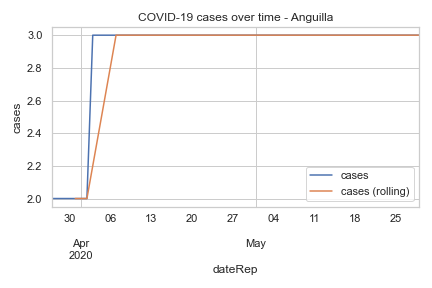 COVID-19 cases over time - Anguilla
cases
3.0
2.8
2.6
2.4
2.2
2.0
cases
cases (rolling)
30 06 13 20 27 04 11 18 25
Apr May
2020
dateRep